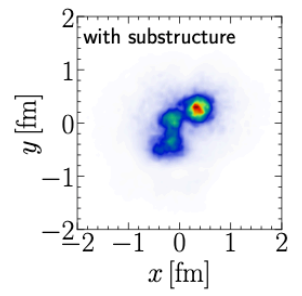 with substructure
2
1
0
−1
−2
y [fm]
−2 −1 0 1 2
x [fm]